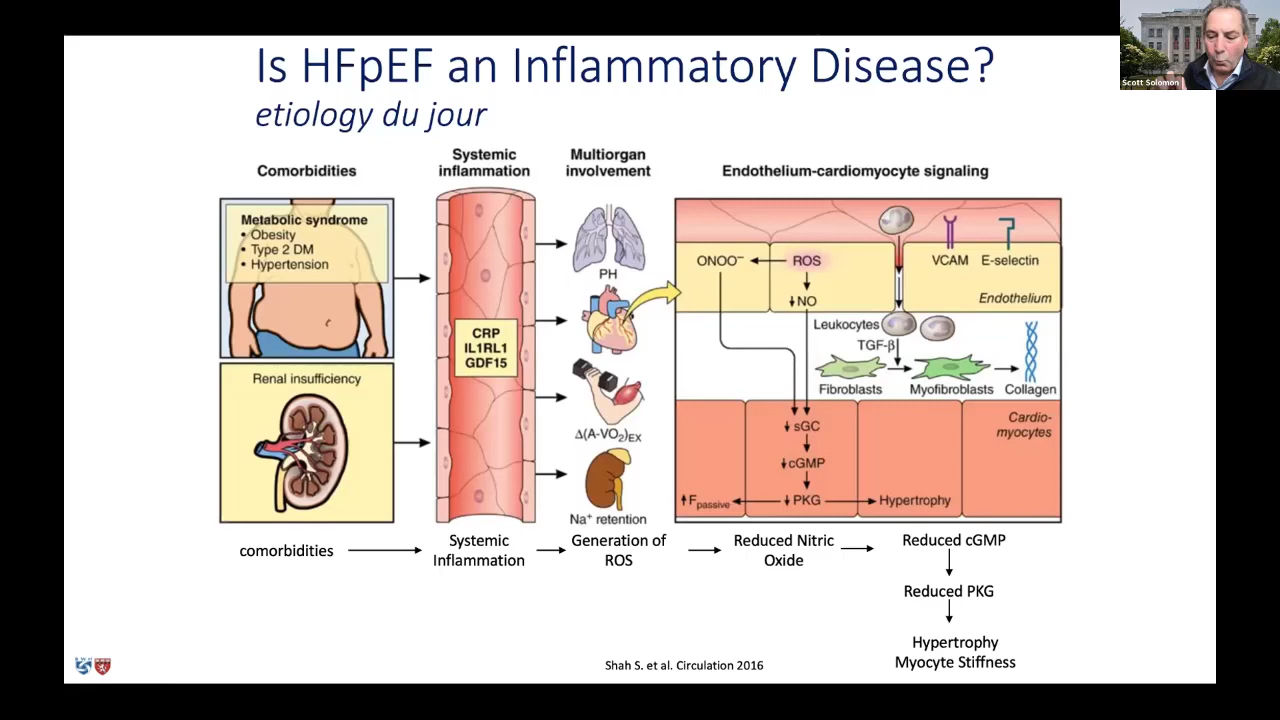 Is HFpEF an Inflammatory Disease?
etiology du jour
Scott Solomon
Comorbidities
Systemic
inflammation
Multiorgan
involvement
Endothelium-cardiomyocyte signaling
Metabolic syndrome
• Obesity
• Type 2 DM
• Hypertension
Renal insufficiency
CRP
IL1RL1
GDF15
PH
Δ(A-VO₂)EX
Na⁺ retention
ONOO⁻
ROS
↓NO
VCAM
E-selectin
Endothelium
Leukocytes
TGF-β
Fibroblasts
Myofibroblasts
Collagen
Cardio-
myocytes
↓sGC
↓cGMP
↑Fpassive
↓PKG
Hypertrophy
comorbidities
Systemic
Inflammation
Generation of
ROS
Reduced Nitric
Oxide
Reduced cGMP
Reduced PKG
Hypertrophy
Myocyte Stiffness
Shah S. et al. Circulation 2016